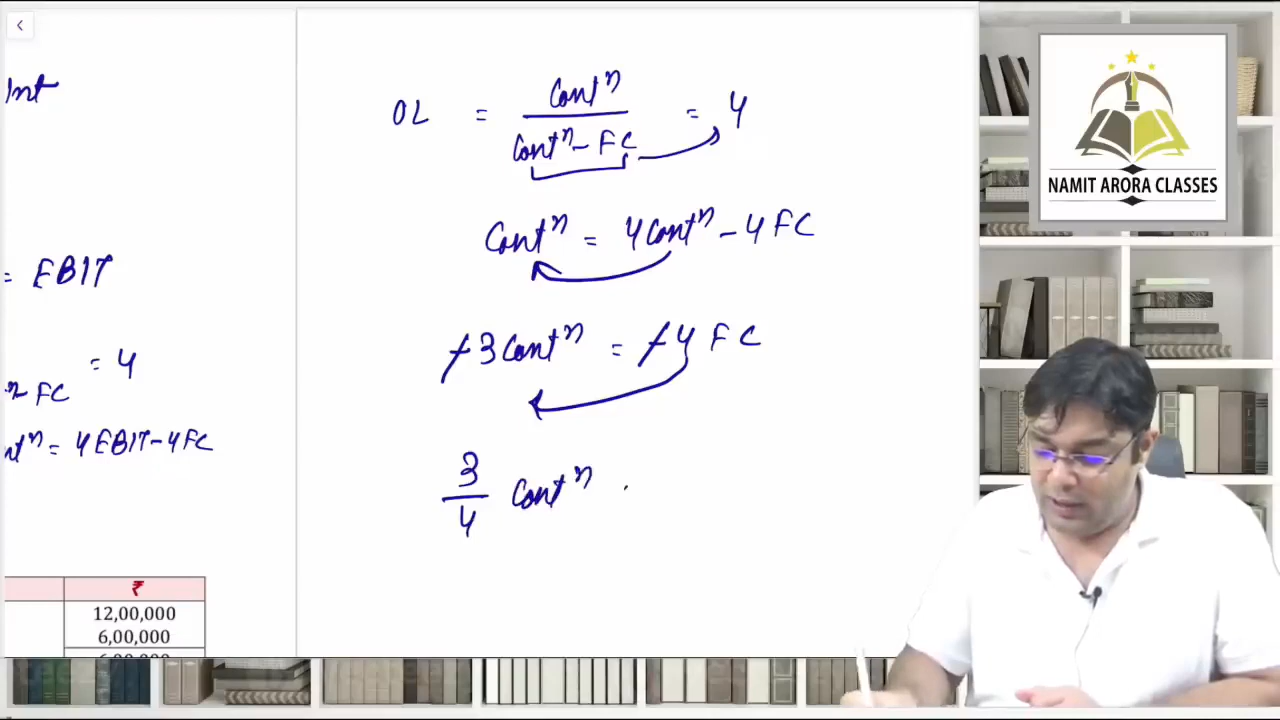 Int
= EBIT
= 4
FC
= 4EBIT-4FC
₹
12,00,000
6,00,000
OL = Contⁿ / Contⁿ - FC = 4
Contⁿ = 4Contⁿ - 4FC
-3Contⁿ = -4FC
3/4 Contⁿ
NAMIT ARORA CLASSES